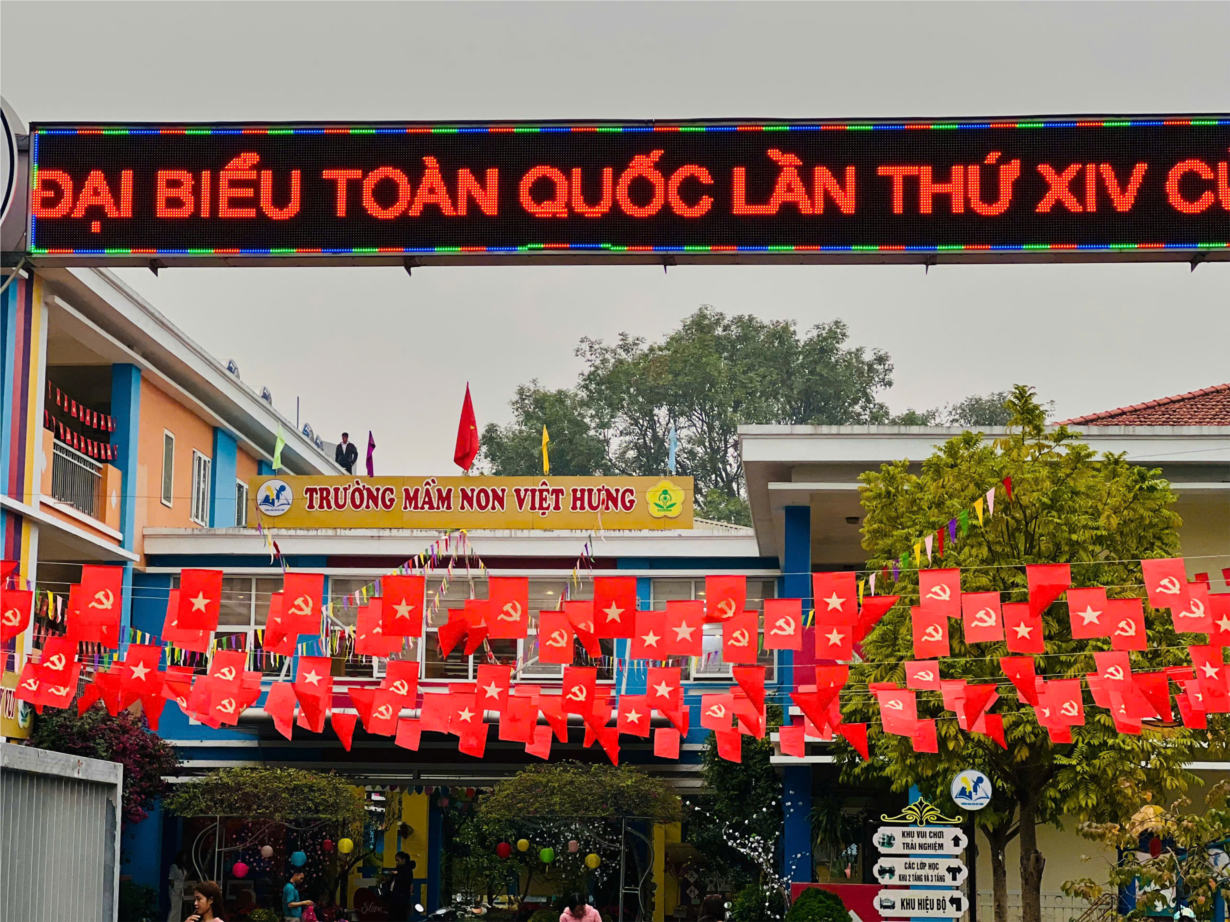 ĐẠI BIỂU TOÀN QUỐC LẦN THỨ XIV C
TRƯỜNG MẦM NON VIỆT HƯNG
KHU VUI CHƠI
TRẢI NGHIỆM
CÁC LỚP HỌC
KHU 2 TẦNG VÀ 3 TẦNG
KHU HIỆU BỘ